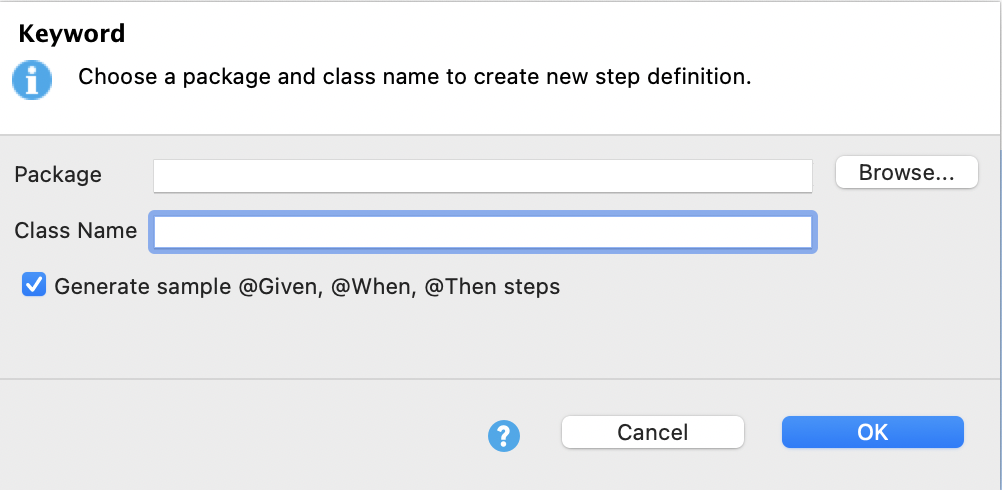 Keyword
Choose a package and class name to create new step definition.
Package
Browse...
Class Name
Generate sample @Given, @When, @Then steps
?
Cancel
OK